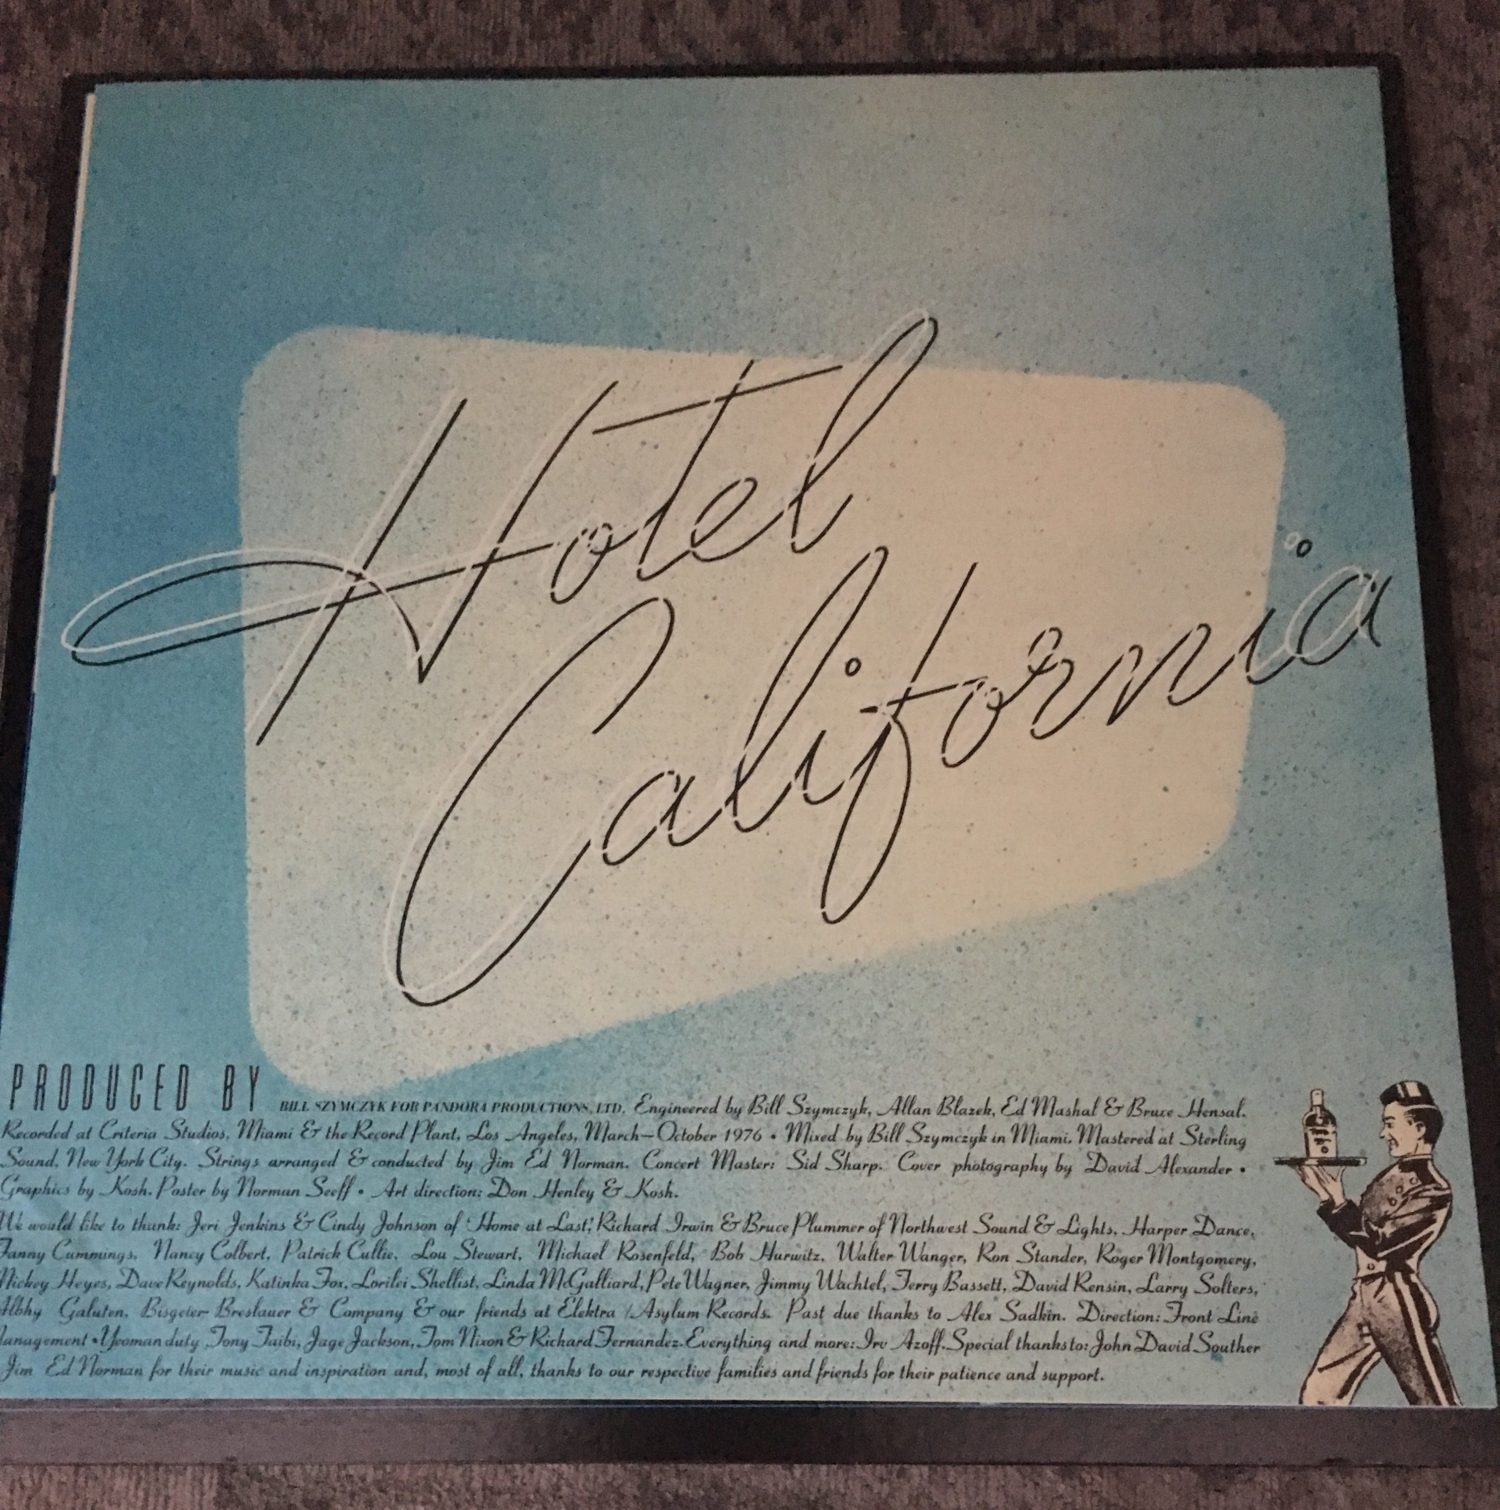 Hotel
California
PRODUCED BY BILL SZYMCZYK FOR PANDORA PRODUCTIONS, LTD. Engineered by Bill Szymczyk, Allan Blazek, Ed Mashal & Bruce Hensal.
Recorded at Criteria Studios, Miami & the Record Plant, Los Angeles, March—October 1976 • Mixed by Bill Szymczyk in Miami. Mastered at Sterling
Sound, New York City. Strings arranged & conducted by Jim Ed Norman. Concert Master: Sid Sharp. Cover photography by David Alexander •
Graphics by Kosh. Poster by Norman Seeff • Art direction: Don Henley & Kosh.
We would like to thank: Jeri Jenkins & Cindy Johnson of 'Home at Last,' Richard Irwin & Bruce Plummer of Northwest Sound & Lights, Harper Dance,
Fanny Cummings, Nancy Colbert, Patrick Cullie, Lou Stewart, Michael Rosenfeld, Bob Hurwitz, Walter Wanger, Ron Stander, Roger Montgomery,
Mickey Heyes, Dave Reynolds, Katinka Fox, Lorilei Shellist, Linda McGalliard, Pete Wagner, Jimmy Wachtel, Terry Bassett, David Rensin, Larry Solters,
Albhy Galuten, Bisgeier Breslauer & Company & our friends at Elektra / Asylum Records. Past due thanks to Alex Sadkin. Direction: Front Line
Management • Yeoman duty, Tony Taibi, Jage Jackson, Tom Nixon & Richard Fernandez. Everything and more: Irv Azoff. Special thanks to: John David Souther
Jim Ed Norman for their music and inspiration and, most of all, thanks to our respective families and friends for their patience and support.